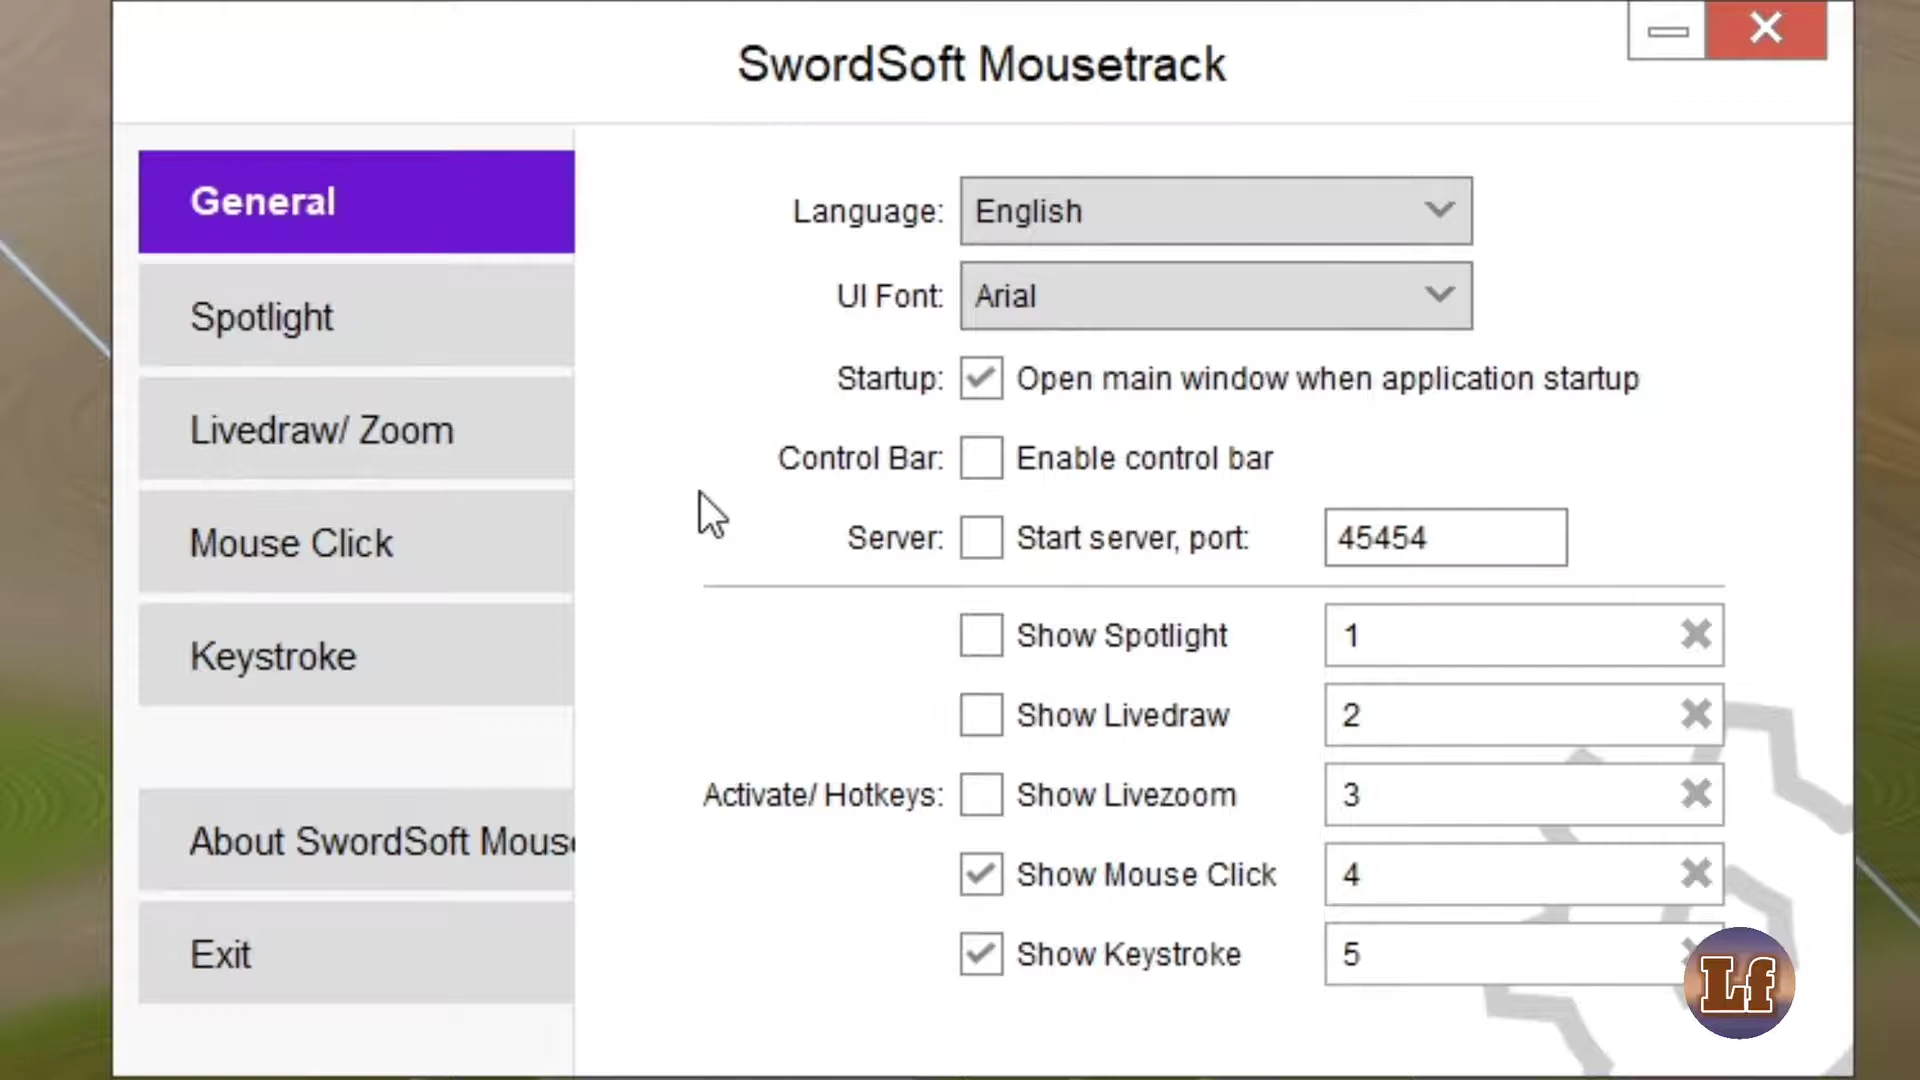 SwordSoft Mousetrack
General
Spotlight
Livedraw/ Zoom
Mouse Click
Keystroke
About SwordSoft Mouse
Exit
Language: English
UI Font: Arial
Startup: Open main window when application startup
Control Bar: Enable control bar
Server: Start server, port: 45454
Show Spotlight 1
Show Livedraw 2
Activate/ Hotkeys: Show Livezoom 3
Show Mouse Click 4
Show Keystroke 5
Lf